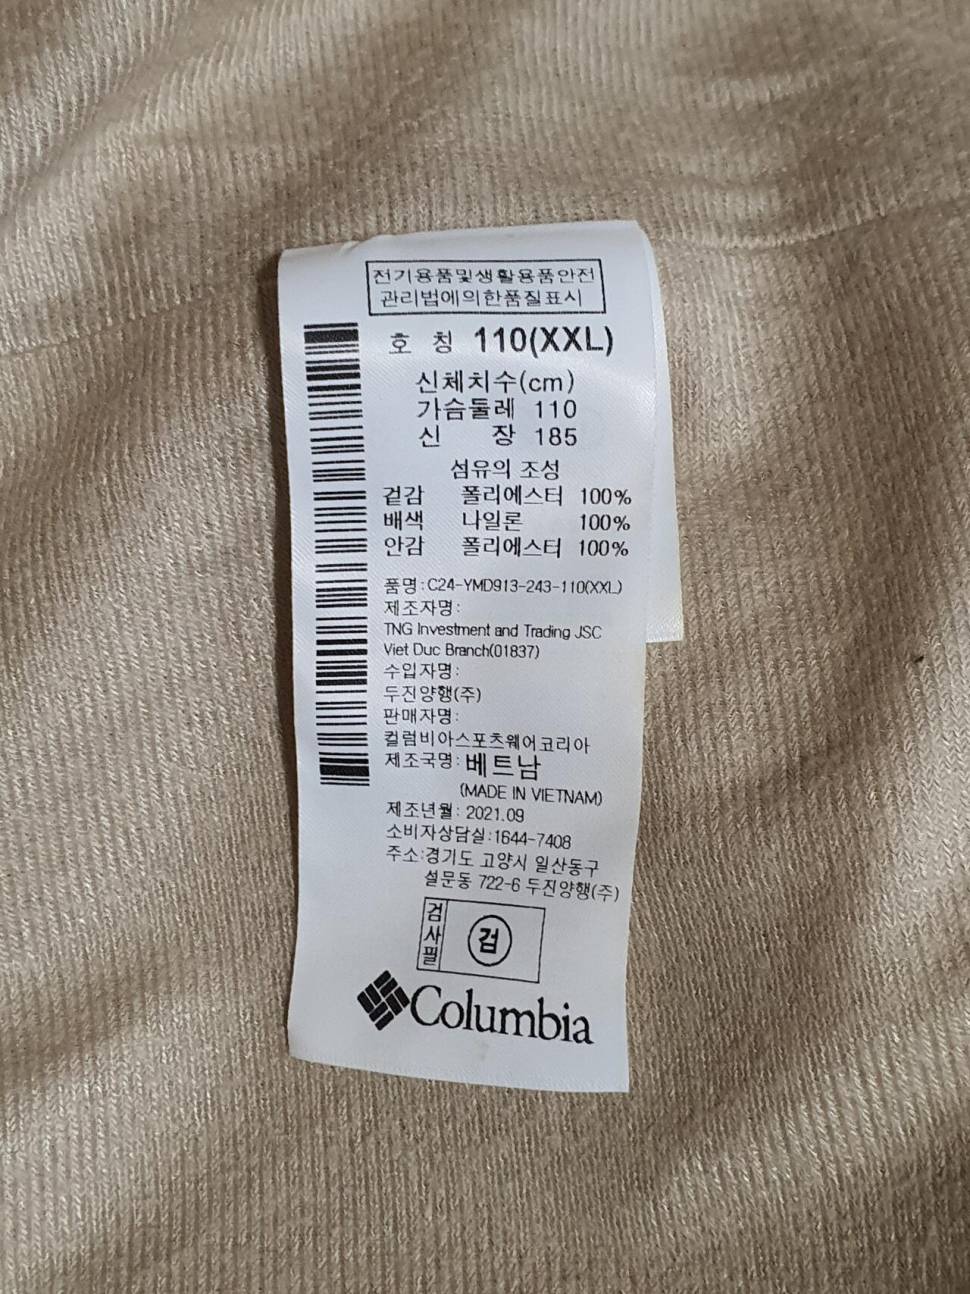 전기용품및생활용품안전
관리법에의한품질표시
호 칭 110(XXL)
신체치수(cm)
가슴둘레 110
신 장 185
섬유의 조성
겉감 폴리에스터 100%
배색 나일론 100%
안감 폴리에스터 100%
품명:C24-YMD913-243-110(XXL)
제조자명:
TNG Investment and Trading JSC
Viet Duc Branch(01837)
수입자명:
두진양행(주)
판매자명:
컬럼비아스포츠웨어코리아
제조국명:베트남
(MADE IN VIETNAM)
제조년월: 2021.09
소비자상담실:1644-7408
주소:경기도 고양시 일산동구
설문동 722-6 두진양행(주)
검사필 검
Columbia